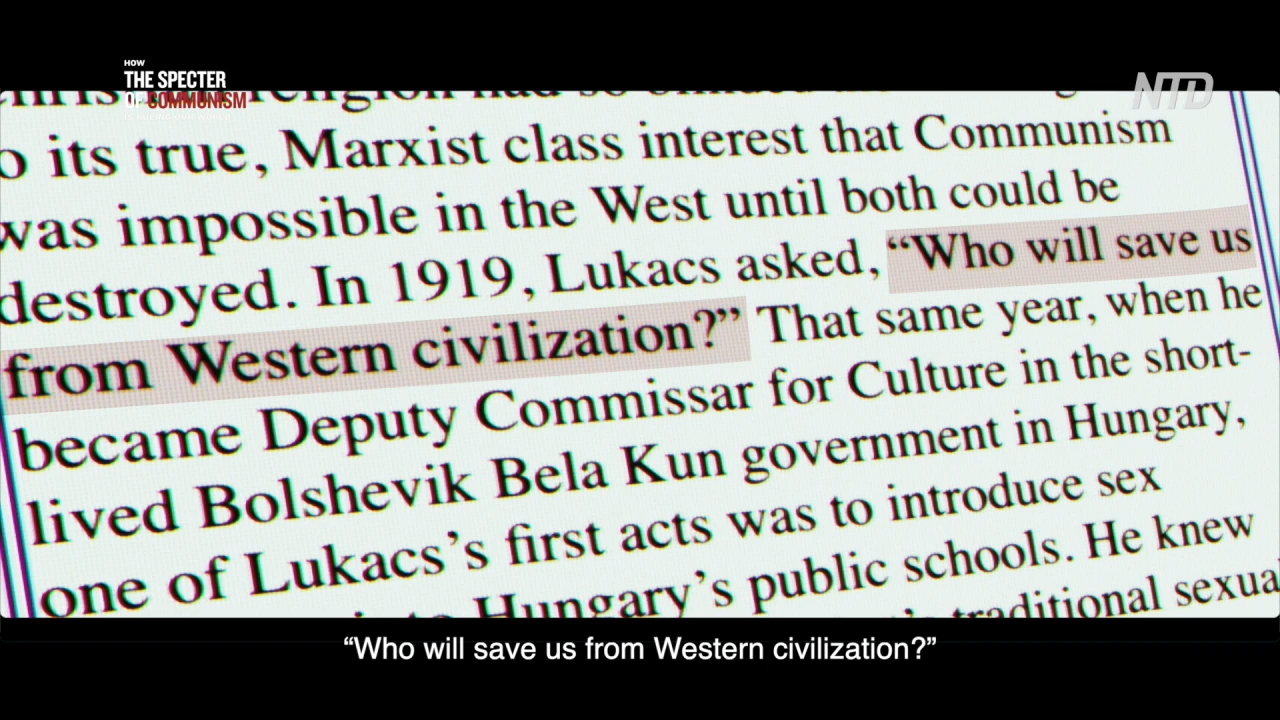 HOW
THE SPECTER
OF COMMUNISM
NTD
religion had so
o its true, Marxist class interest that Communism
was impossible in the West until both could be
destroyed. In 1919, Lukacs asked, “Who will save us
from Western civilization?” That same year, when he
became Deputy Commissar for Culture in the short-
lived Bolshevik Bela Kun government in Hungary,
one of Lukacs’s first acts was to introduce sex
Hungary’s public schools. He knew
traditional sexua
“Who will save us from Western civilization?”